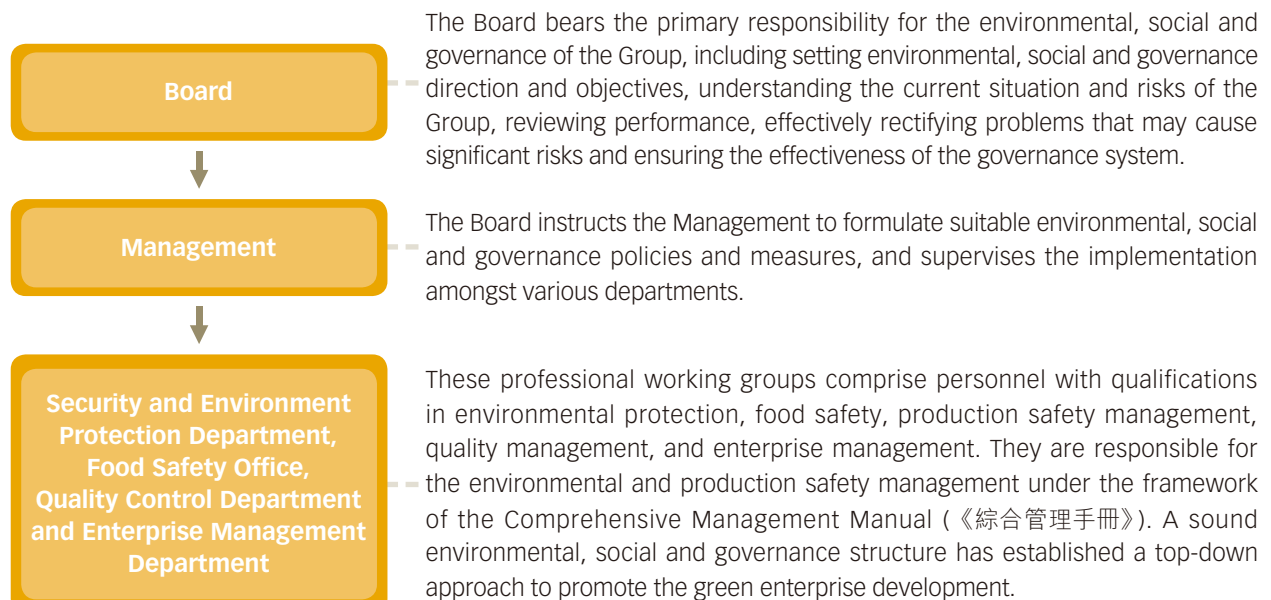 Board
The Board bears the primary responsibility for the environmental, social and
governance of the Group, including setting environmental, social and governance
direction and objectives, understanding the current situation and risks of the
Group, reviewing performance, effectively rectifying problems that may cause
significant risks and ensuring the effectiveness of the governance system.
Management
The Board instructs the Management to formulate suitable environmental, social
and governance policies and measures, and supervises the implementation
amongst various departments.
Security and Environment
Protection Department,
Food Safety Office,
Quality Control Department
and Enterprise Management
Department
These professional working groups comprise personnel with qualifications
in environmental protection, food safety, production safety management,
quality management, and enterprise management. They are responsible for
the environmental and production safety management under the framework
of the Comprehensive Management Manual (《綜合管理手冊》). A sound
environmental, social and governance structure has established a top-down
approach to promote the green enterprise development.